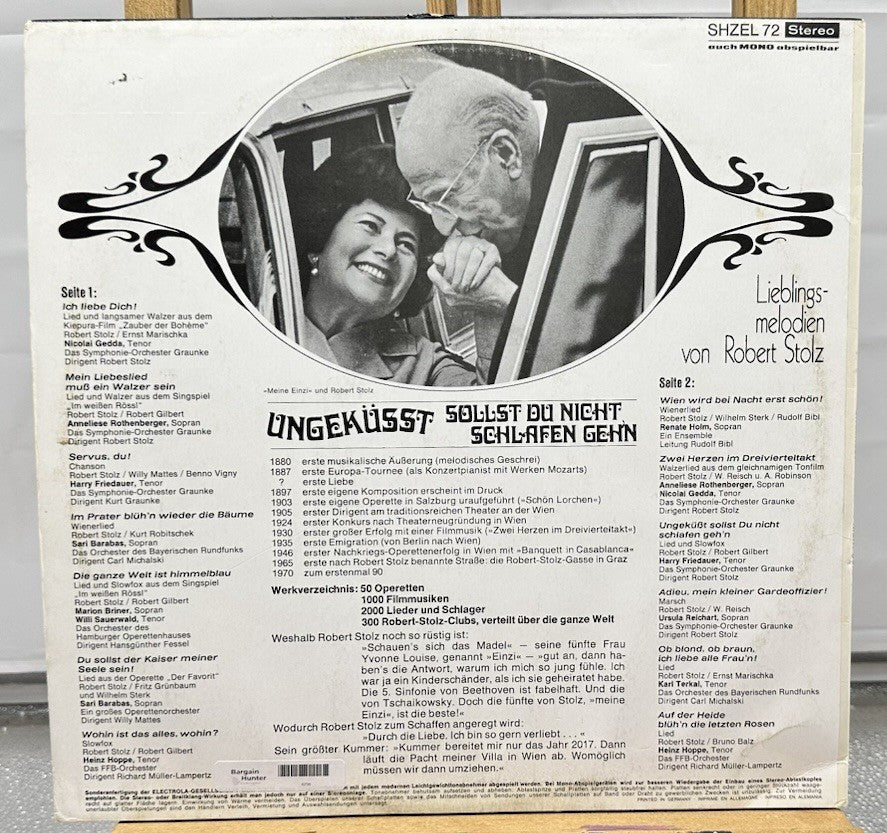 SHZEL 72 Stereo
auch MONO abspielbar
Lieblings-
melodien
von Robert Stolz
Seite 1:
Ich liebe Dich!
Lied und langsamer Walzer aus dem
Kiepura-Film „Zauber der Bohème"
Robert Stolz / Ernst Marischka
Nicolai Gedda, Tenor
Das Symphonie-Orchester Graunke
Dirigent Robert Stolz
Mein Liebeslied
muß ein Walzer sein
Lied und Walzer aus dem Singspiel
„Im weißen Rössl"
Robert Stolz / Robert Gilbert
Anneliese Rothenberger, Sopran
Das Symphonie-Orchester Graunke
Dirigent Robert Stolz
Servus, du!
Chanson
Robert Stolz / Willy Mattes / Benno Vigny
Harry Friedauer, Tenor
Das Symphonie-Orchester Graunke
Dirigent Kurt Graunke
Im Prater blüh'n wieder die Bäume
Wienerlied
Robert Stolz / Kurt Robitschek
Sari Barabas, Sopran
Das Orchester des Bayerischen Rundfunks
Dirigent Carl Michalski
Die ganze Welt ist himmelblau
Lied und Slowfox aus dem Singspiel
„Im weißen Rössl"
Robert Stolz / Robert Gilbert
Marion Briner, Sopran
Willi Sauerwald, Tenor
Das Orchester des
Hamburger Operettenhauses
Dirigent Hansgünther Fessel
Du sollst der Kaiser meiner
Seele sein!
Lied aus der Operette „Der Favorit"
Robert Stolz / Fritz Grünbaum
und Wilhelm Sterk
Sari Barabas, Sopran
Ein großes Operettenorchester
Dirigent Willy Mattes
Wohin ist das alles, wohin?
Slowfox
Robert Stolz / Robert Gilbert
Heinz Hoppe, Tenor
Das FFB-Orchester
Dirigent Richard Müller-Lampertz
»Meine Einzi« und Robert Stolz
UNGEKÜSST SOLLST DU NICHT
SCHLAFEN GEH'N
1880 erste musikalische Äußerung (melodisches Geschrei)
1887 erste Europa-Tournee (als Konzertpianist mit Werken Mozarts)
? erste Liebe
1897 erste eigene Komposition erscheint im Druck
1903 erste eigene Operette in Salzburg uraufgeführt (»Schön Lorchen«)
1905 erster Dirigent am traditionsreichen Theater an der Wien
1924 erster Konkurs nach Theaterneugründung in Wien
1930 erster großer Erfolg mit einer Filmmusik (»Zwei Herzen im Dreivierteltakt«)
1935 erste Emigration (von Berlin nach Wien)
1946 erster Nachkriegs-Operettenerfolg in Wien mit »Banquett in Casablanca«
1965 erste nach Robert Stolz benannte Straße: die Robert-Stolz-Gasse in Graz
1970 zum erstenmal 90
Werkverzeichnis: 50 Operetten
1000 Filmmusiken
2000 Lieder und Schlager
300 Robert-Stolz-Clubs, verteilt über die ganze Welt
Weshalb Robert Stolz noch so rüstig ist:
»Schauen's sich das Madel« – seine fünfte Frau
Yvonne Louise, genannt »Einzi« – »gut an, dann ha-
ben's die Antwort, warum ich mich so jung fühle. Ich
war ja ein Kinderschänder, als ich sie geheiratet habe.
Die 5. Sinfonie von Beethoven ist fabelhaft. Und die
von Tschaikowsky. Doch die fünfte von Stolz, »meine
Einzi«, ist die beste!«
Wodurch Robert Stolz zum Schaffen angeregt wird:
»Durch die Liebe. Ich bin so gern verliebt . . .«
Sein größter Kummer: »Kummer bereitet mir nur das Jahr 2017. Dann
läuft die Pacht meiner Villa in Wien ab. Womöglich
müssen wir dann umziehen.«
Seite 2:
Wien wird bei Nacht erst schön!
Wienerlied
Robert Stolz / Wilhelm Sterk / Rudolf Bibl
Renate Holm, Sopran
Ein Ensemble
Leitung Rudolf Bibl
Zwei Herzen im Dreivierteltakt
Walzerlied aus dem gleichnamigen Tonfilm
Robert Stolz / W. Reisch u. A. Robinson
Anneliese Rothenberger, Sopran
Nicolai Gedda, Tenor
Das Symphonie-Orchester Graunke
Dirigent Robert Stolz
Ungeküßt sollst Du nicht
schlafen geh'n
Lied und Slowfox
Robert Stolz / Robert Gilbert
Harry Friedauer, Tenor
Das Symphonie-Orchester Graunke
Dirigent Robert Stolz
Adieu, mein kleiner Gardeoffizier!
Marsch
Robert Stolz / W. Reisch
Ursula Reichart, Sopran
Das Symphonie-Orchester Graunke
Dirigent Robert Stolz
Ob blond, ob braun,
ich liebe alle Frau'n!
Lied
Robert Stolz / Ernst Marischka
Karl Terkal, Tenor
Das Orchester des Bayerischen Rundfunks
Dirigent Carl Michalski
Auf der Heide
blüh'n die letzten Rosen
Lied
Robert Stolz / Bruno Balz
Heinz Hoppe, Tenor
Das FFB-Orchester
Dirigent Richard Müller-Lampertz
Bargain
Hunter
Sonderanfertigung der ELECTROLA-GESELLS
PRINTED IN GERMANY IMPRIMÉ EN ALLEMAGNE IMPRESO EN ALEMANIA